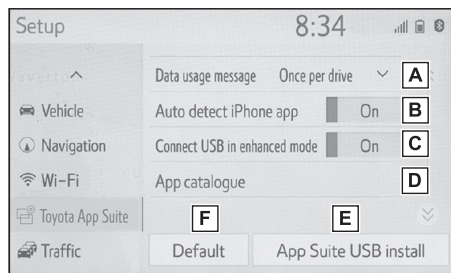 Setup 8:34
Data usage message Once per drive A
Vehicle Auto detect iPhone app On B
Navigation Connect USB in enhanced mode On C
Wi-Fi App catalogue D
Toyota App Suite F E
Traffic Default App Suite USB install